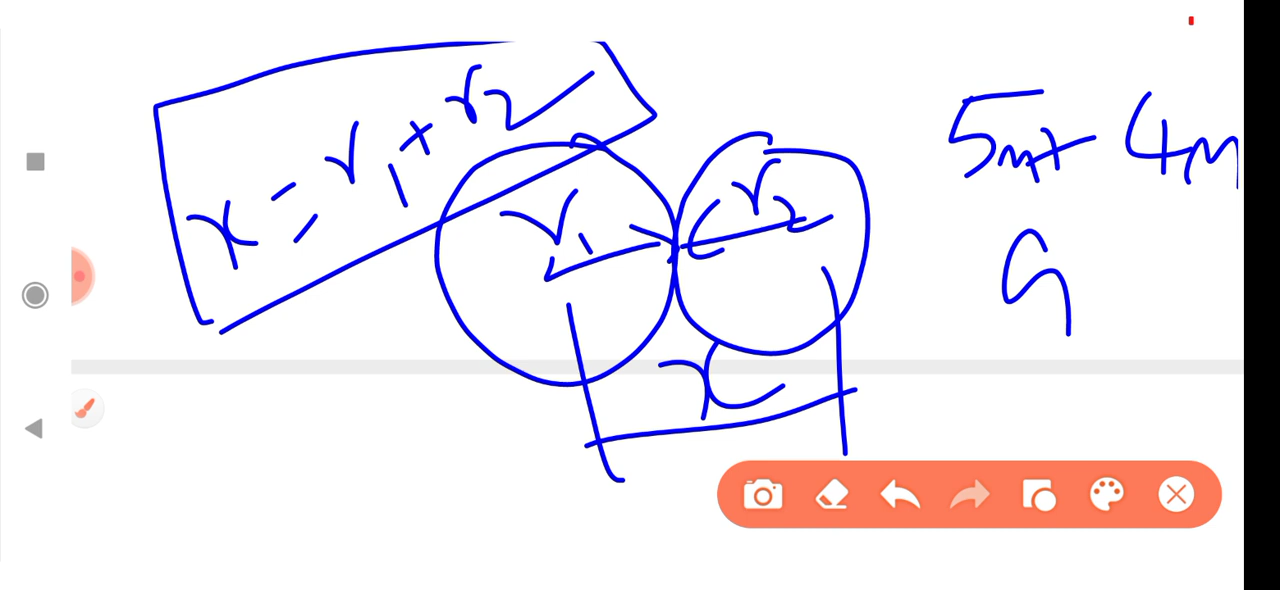 x = r1 + r2
5m + 4m
9
r1
r2
x